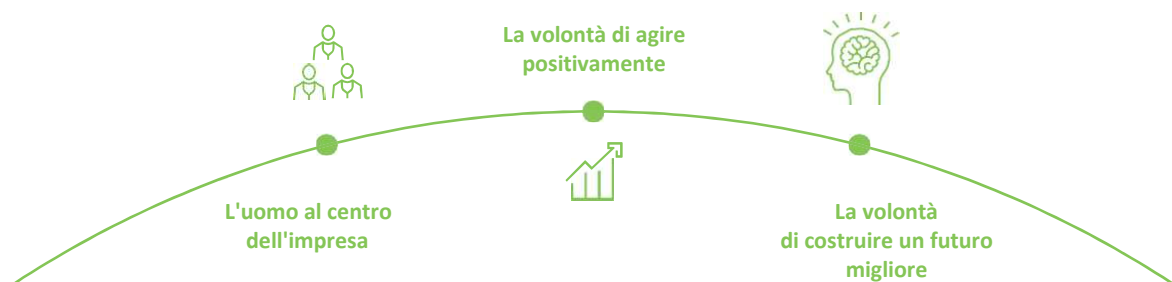 La volontà di agire
positivamente
L'uomo al centro
dell'impresa
La volontà
di costruire un futuro
migliore